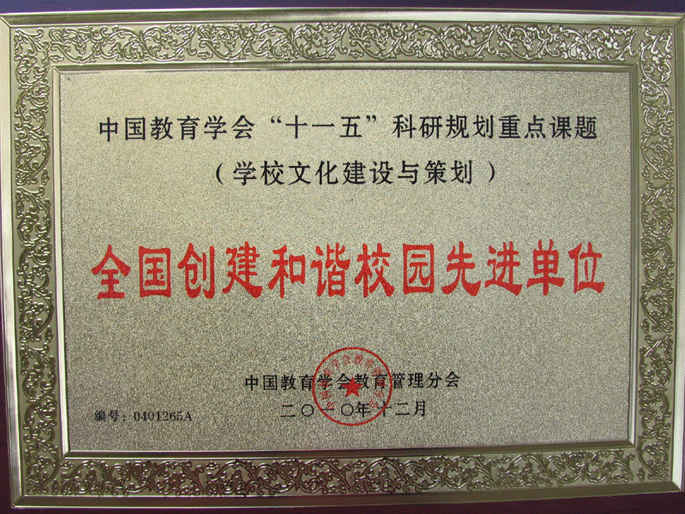 中国教育学会“十一五”科研规划重点课题
(学校文化建设与策划)
全国创建和谐校园先进单位
中国教育学会教育管理分会
编号:0401265A
二〇一〇年十二月